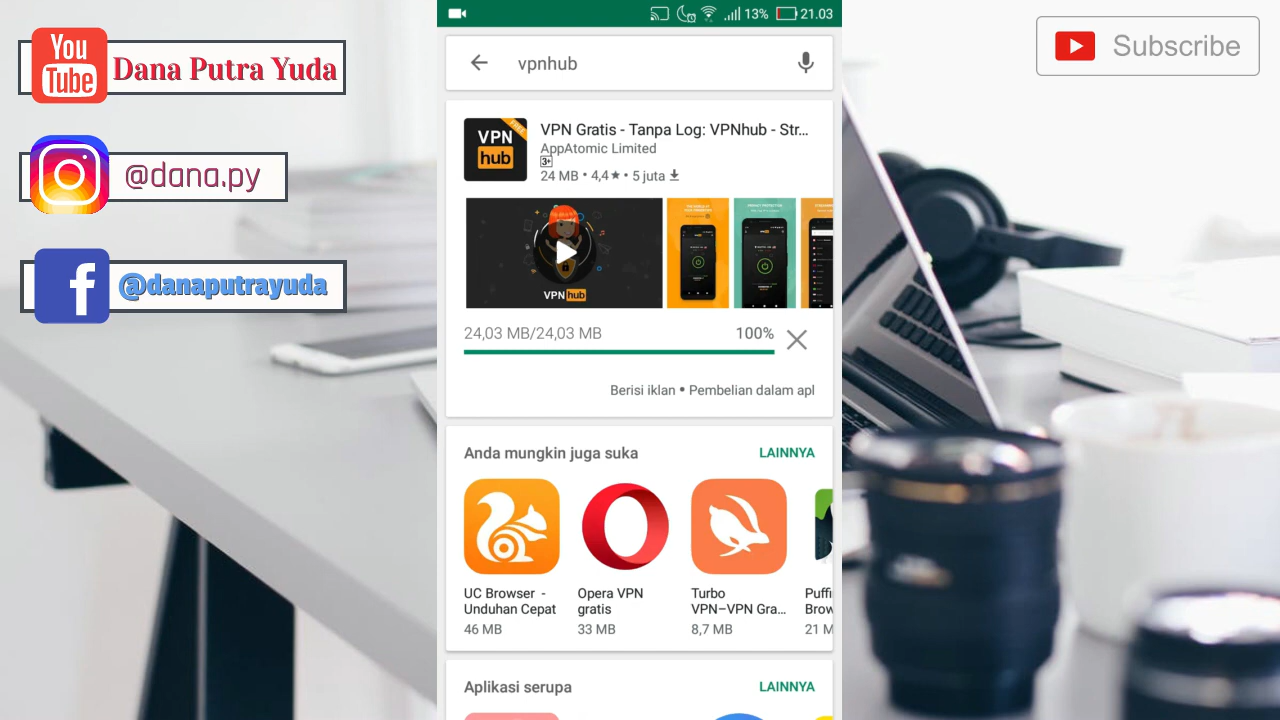 You
Tube
Dana Putra Yuda
@dana.py
@danaputrayuda
Subscribe
13%
21.03
vpnhub
VPN
hub
FREE
VPN Gratis - Tanpa Log: VPNhub - Str...
AppAtomic Limited
3+
24 MB • 4,4★ • 5 juta
VPN hub
24,03 MB/24,03 MB
100%
Berisi iklan • Pembelian dalam apl
Anda mungkin juga suka
LAINNYA
UC Browser -
Unduhan Cepat
46 MB
Opera VPN
gratis
33 MB
Turbo
VPN–VPN Gra...
8,7 MB
Puffi
Brow
21 M
Aplikasi serupa
LAINNYA